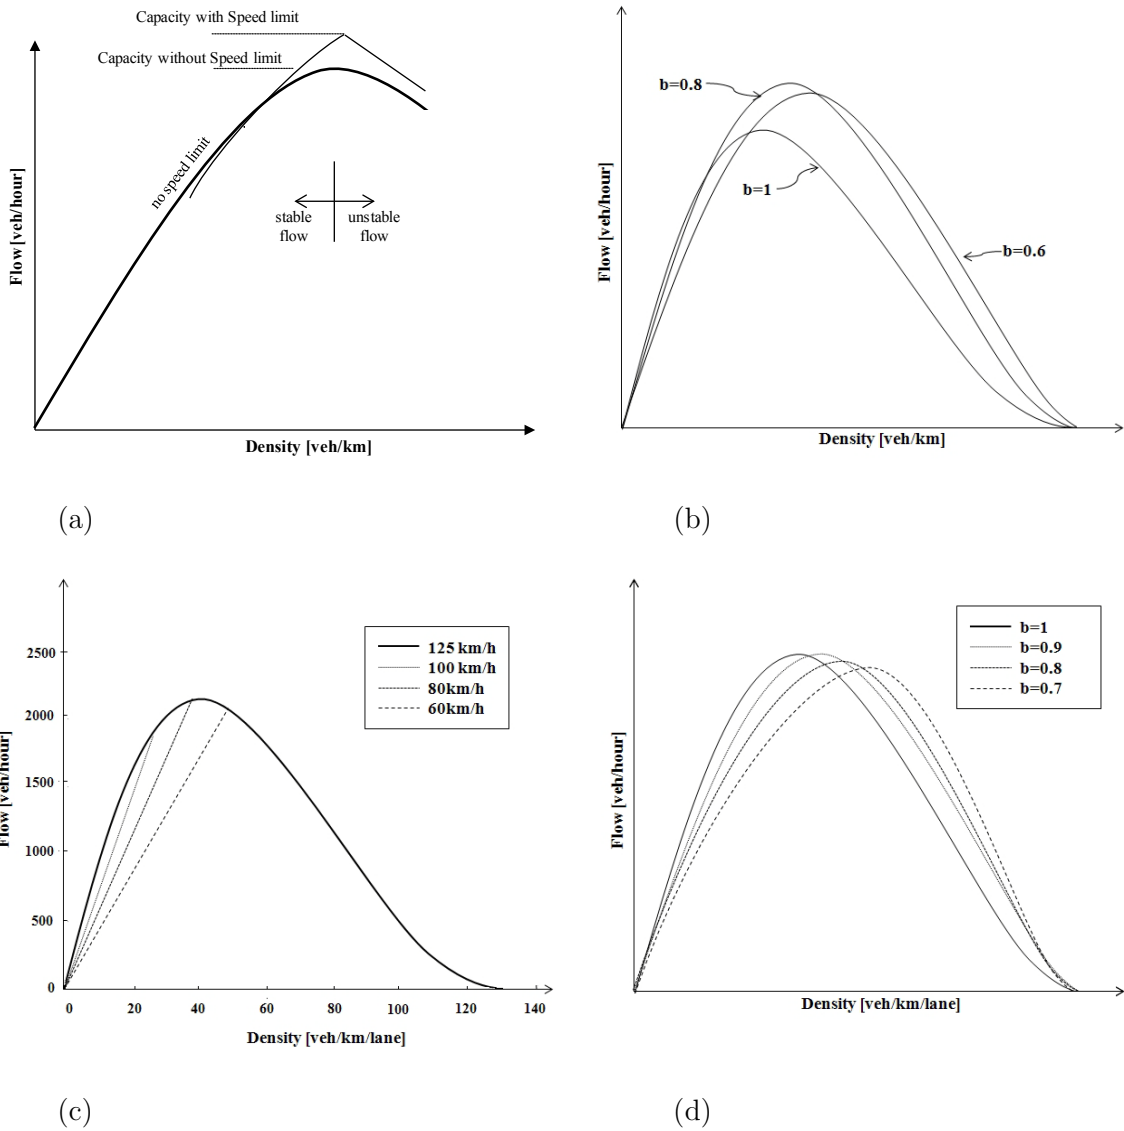 Capacity with Speed limit
Capacity without Speed limit
no speed limit
stable
flow
unstable
flow
Flow [veh/hour]
Density [veh/km]
(a)
b=0.8
b=1
b=0.6
Flow [veh/hour]
Density [veh/km]
(b)
125 km/h
100 km/h
80km/h
60km/h
2500
2000
1500
1000
500
0
0 20 40 60 80 100 120 140
Flow [veh/hour]
Density [veh/km/lane]
(c)
b=1
b=0.9
b=0.8
b=0.7
Flow [veh/hour]
Density [veh/km/lane]
(d)